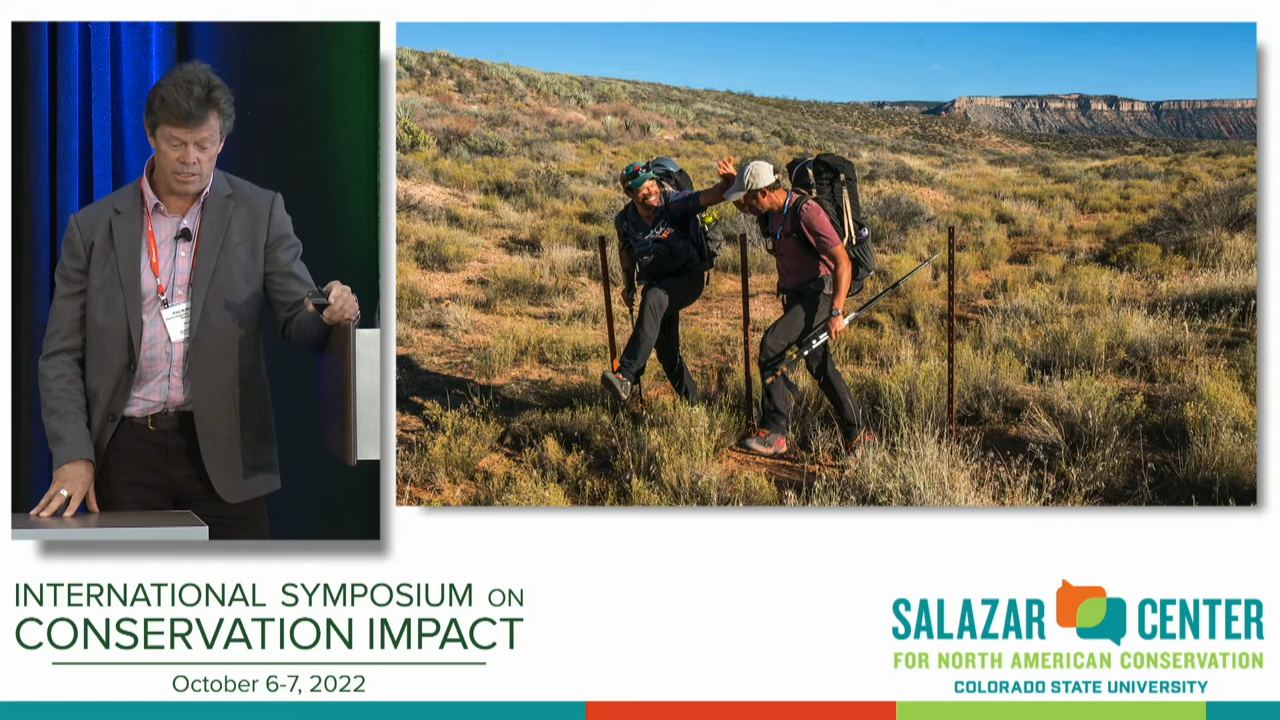 INTERNATIONAL SYMPOSIUM ON
CONSERVATION IMPACT
October 6-7, 2022
SALAZAR CENTER
FOR NORTH AMERICAN CONSERVATION
COLORADO STATE UNIVERSITY